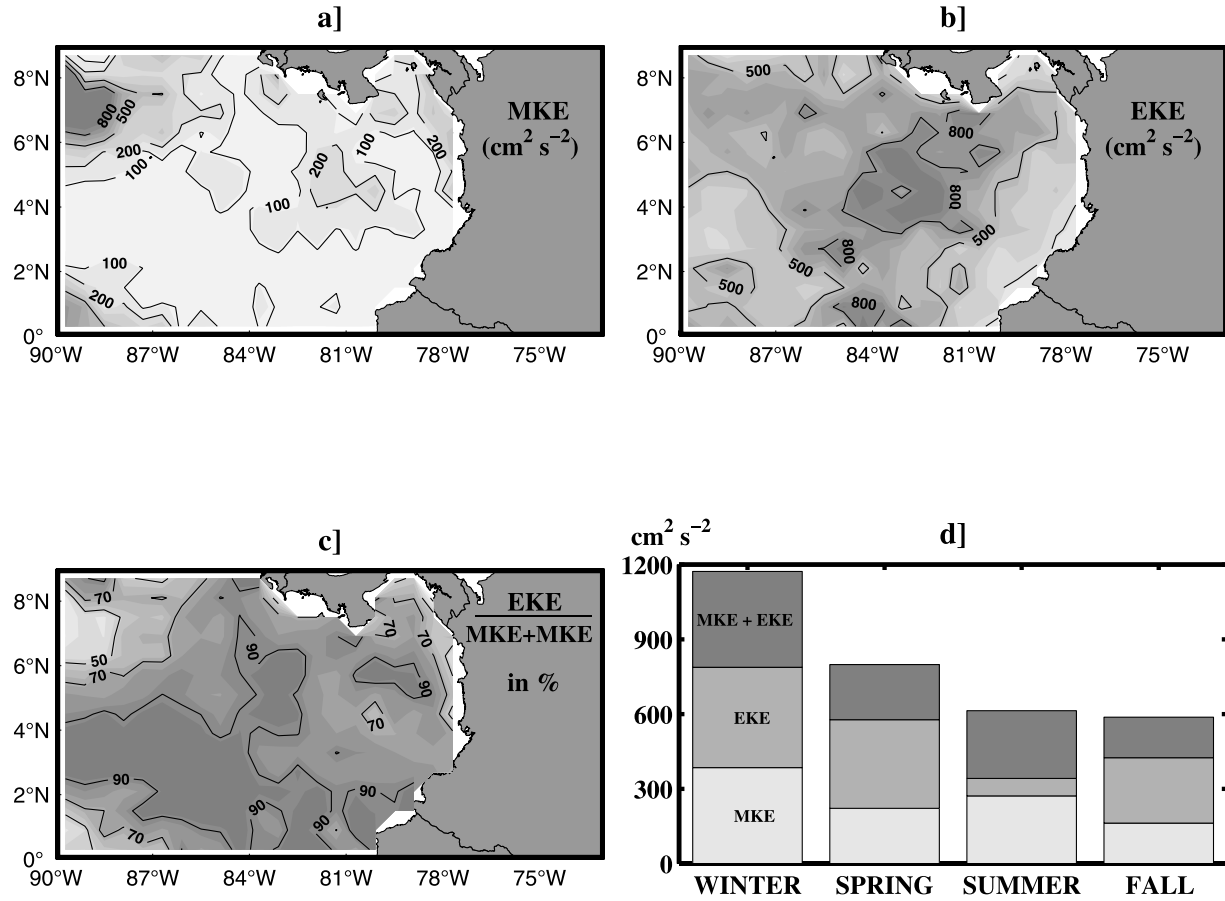 a]
MKE
(cm² s⁻²)
800
500
200
100
100
100
200
100
200
100
200
8°N
6°N
4°N
2°N
0°
90°W
87°W
84°W
81°W
78°W
75°W
b]
EKE
(cm² s⁻²)
500
800
800
500
800
500
500
800
8°N
6°N
4°N
2°N
0°
90°W
87°W
84°W
81°W
78°W
75°W
c]
EKE
MKE+MKE
in %
70
50
70
90
70
70
90
70
90
90
90
90
70
8°N
6°N
4°N
2°N
0°
90°W
87°W
84°W
81°W
78°W
75°W
d]
cm² s⁻²
1200
900
600
300
0
MKE + EKE
EKE
MKE
WINTER
SPRING
SUMMER
FALL